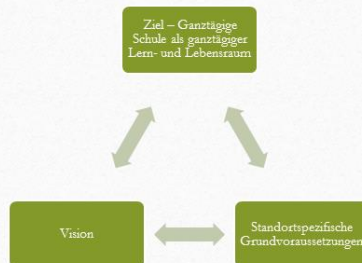 Ziel – Ganztägige
Schule als ganztägiger
Lern- und Lebensraum
Vision
Standortspezifische
Grundvoraussetzungen